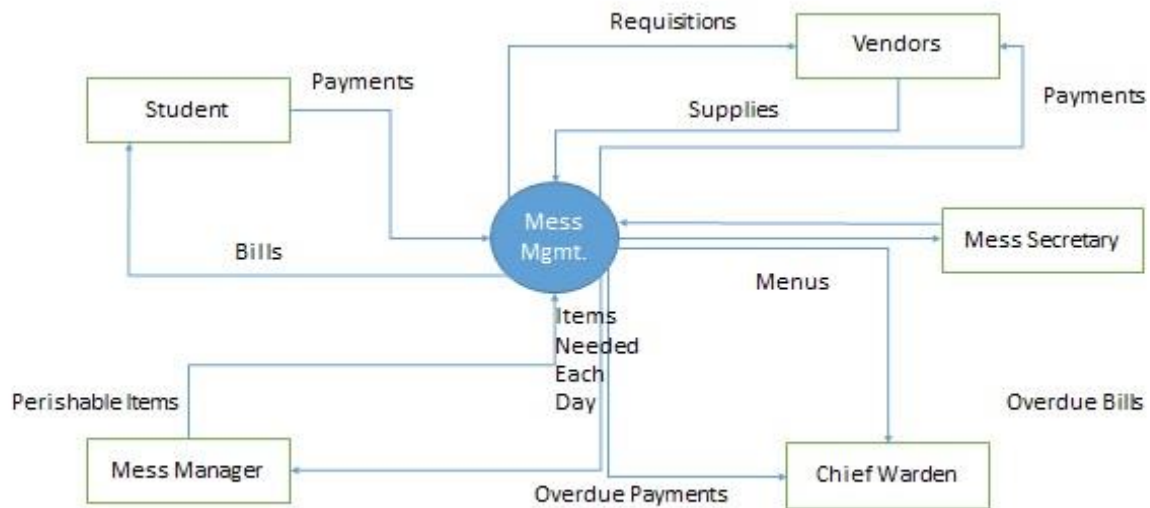 Requisitions
Vendors
Payments
Student
Supplies
Payments
Mess
Mgmt.
Mess Secretary
Bills
Menus
Items
Needed
Each
Day
Perishable Items
Overdue Bills
Mess Manager
Chief Warden
Overdue Payments